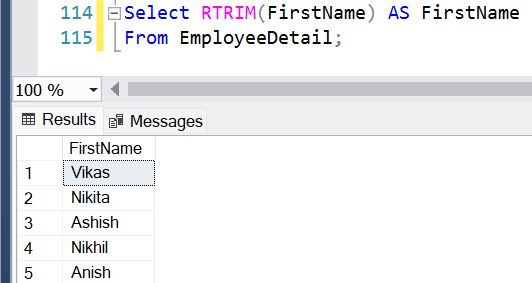 114 Select RTRIM(FirstName) AS FirstName
115 From EmployeeDetail;
100 %
Results Messages
FirstName
1 Vikas
2 Nikita
3 Ashish
4 Nikhil
5 Anish